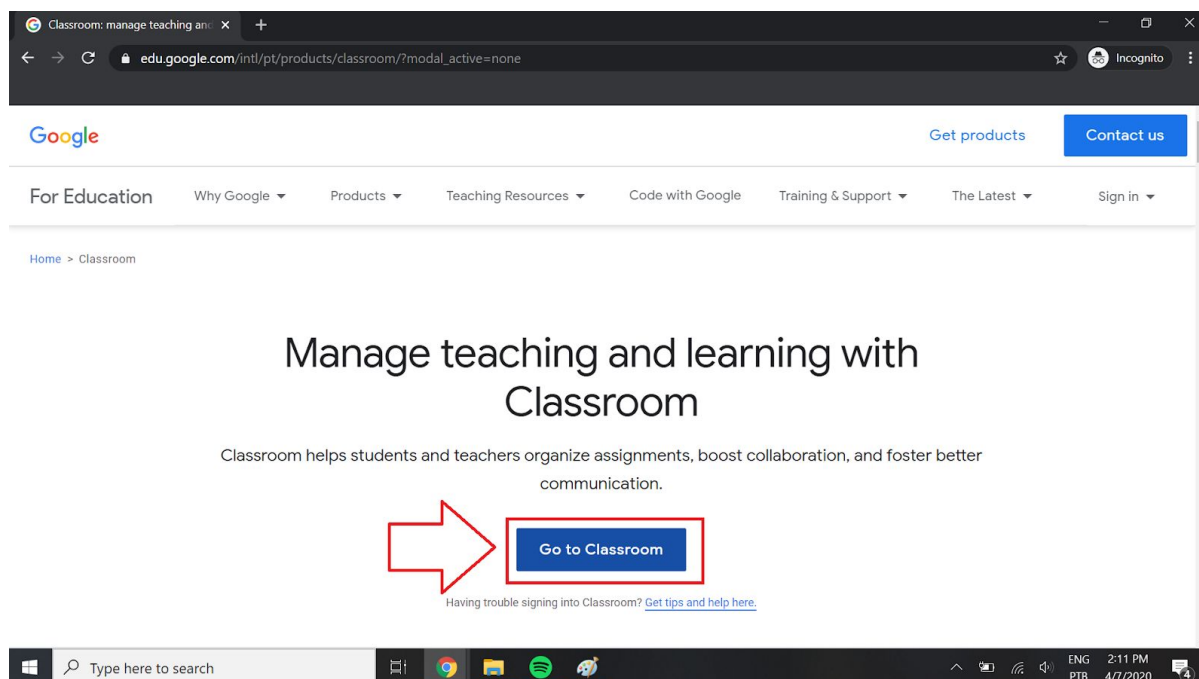 Classroom: manage teaching and
edu.google.com/intl/pt/products/classroom/?modal_active=none
Incognito
Google
Get products
Contact us
For Education
Why Google
Products
Teaching Resources
Code with Google
Training & Support
The Latest
Sign in
Home > Classroom
Manage teaching and learning with
Classroom
Classroom helps students and teachers organize assignments, boost collaboration, and foster better
communication.
Go to Classroom
Having trouble signing into Classroom? Get tips and help here.
Type here to search
ENG
2:11 PM
PTB
4/7/2020
4